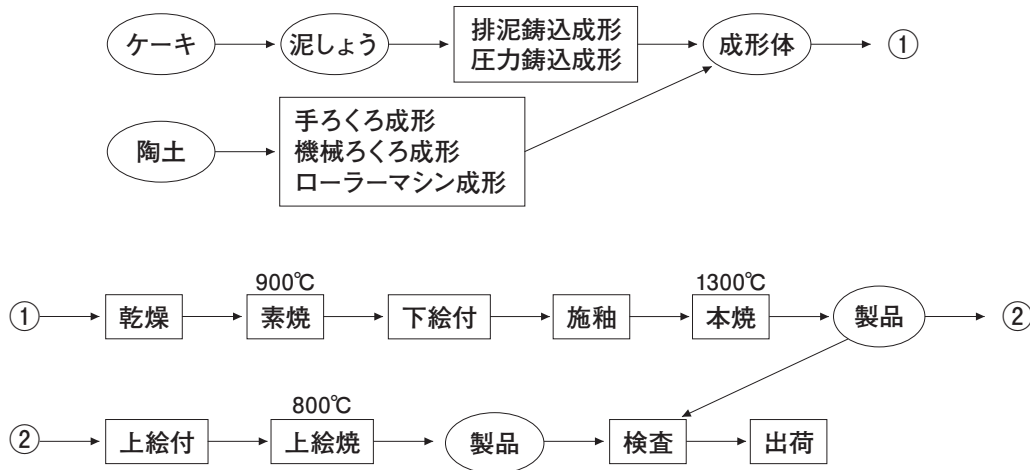 ケーキ
泥しょう
排泥鋳込成形
圧力鋳込成形
成形体
①
陶土
手ろくろ成形
機械ろくろ成形
ローラーマシン成形
①
乾燥
900℃
素焼
下絵付
施釉
1300℃
本焼
製品
②
②
上絵付
800℃
上絵焼
製品
検査
出荷